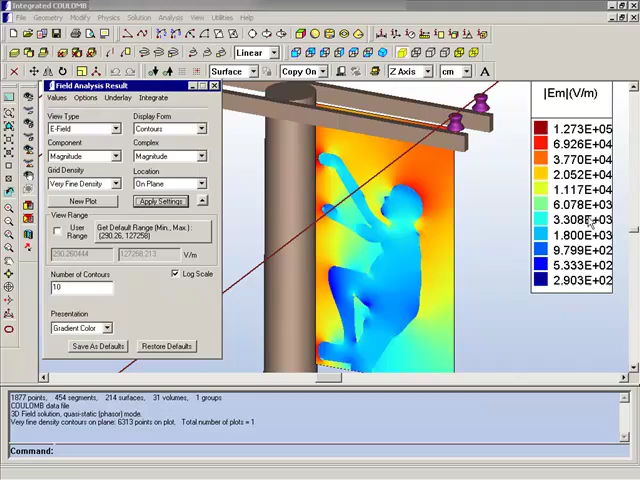 Integrated COULOMB
File Geometry Modify Physics Solution Analysis View Utilities Help
Linear
Surface Copy On Z Axis cm
Field Analysis Result
Values Options Underlay Integrate
View Type Display Form
E-Field Contours
Component Complex
Magnitude Magnitude
Grid Density Location
Very Fine Density On Plane
New Plot Apply Settings
View Range
User Range
Get Default Range (Min., Max.) : (290.26, 127258)
290.260444 127258.213 V/m
Number of Contours Log Scale
10
Presentation
Gradient Color
Save As Defaults Restore Defaults
|Em|(V/m)
1.273E+05
6.926E+04
3.770E+04
2.052E+04
1.117E+04
6.078E+03
3.308E+03
1.800E+03
9.799E+02
5.333E+02
2.903E+02
1877 points, 454 segments, 214 surfaces, 31 volumes, 1 groups
COULOMB data file
3D Field solution, quasi-static (phasor) mode.
Very fine density contours on plane: 6313 points on plot. Total number of plots = 1
Command: